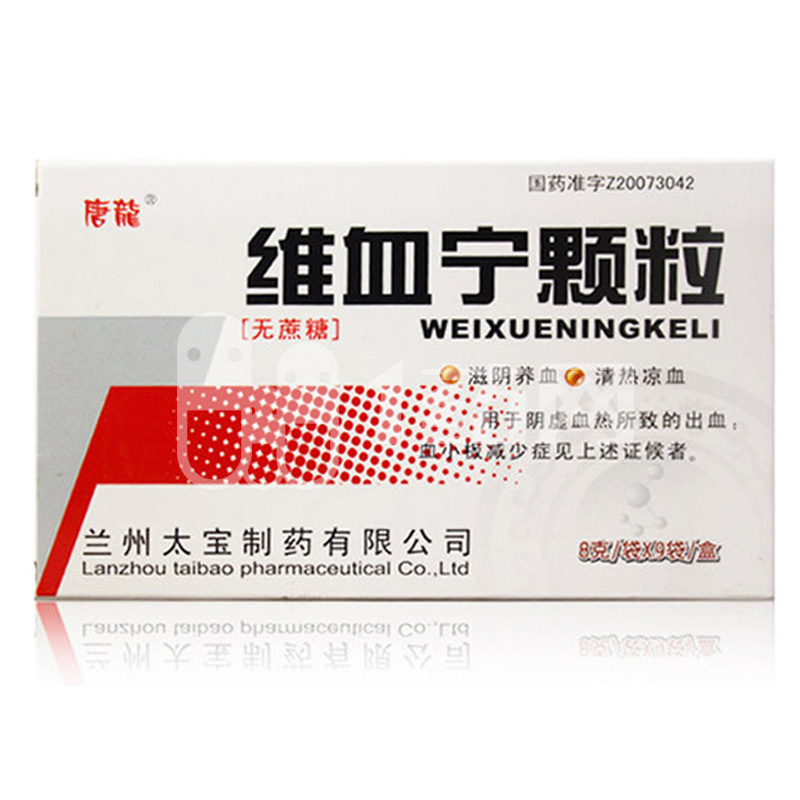 国药准字Z20073042
唐龍®
维血宁颗粒
[无蔗糖]
WEIXUENINGKELI
滋阴养血 清热凉血
用于阴虚血热所致的出血；
血小板减少症见上述证候者。
兰州太宝制药有限公司
Lanzhou taibao pharmaceutical Co.,Ltd
8克/袋X9袋/盒